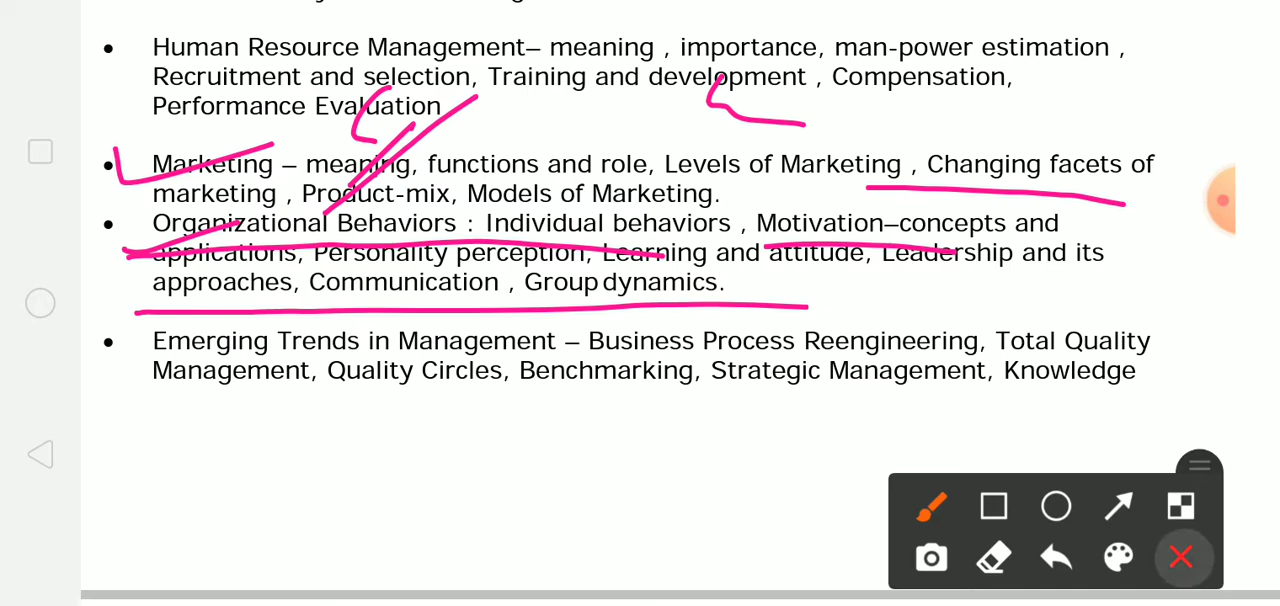 • Human Resource Management– meaning , importance, man-power estimation ,
Recruitment and selection, Training and development , Compensation,
Performance Evaluation
• Marketing – meaning, functions and role, Levels of Marketing , Changing facets of
marketing , Product-mix, Models of Marketing.
• Organizational Behaviors : Individual behaviors , Motivation–concepts and
applications, Personality perception, Learning and attitude, Leadership and its
approaches, Communication , Group dynamics.
• Emerging Trends in Management – Business Process Reengineering, Total Quality
Management, Quality Circles, Benchmarking, Strategic Management, Knowledge